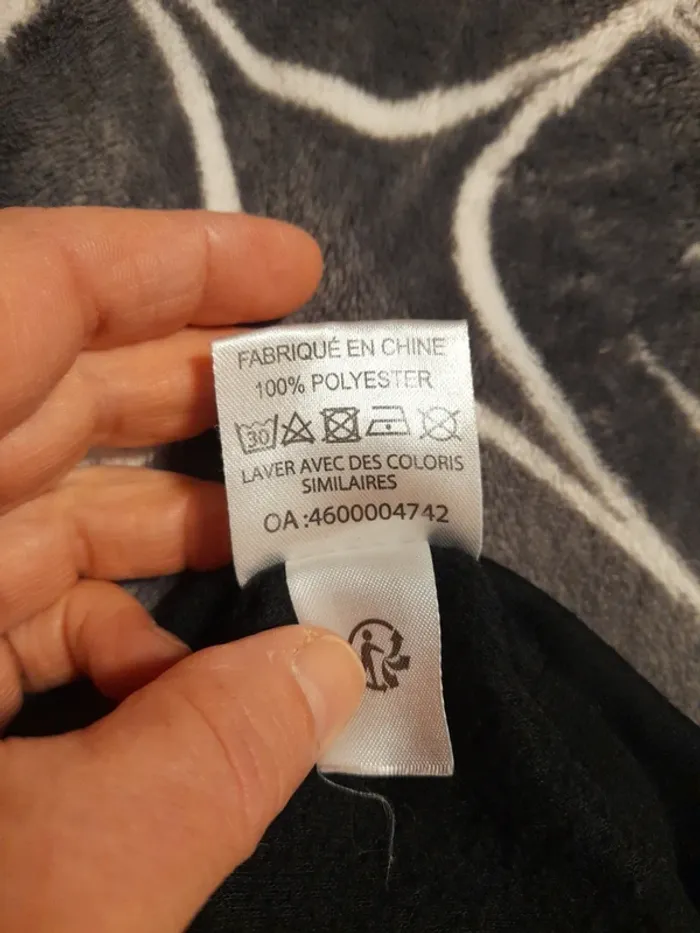 FABRIQUÉ EN CHINE
100% POLYESTER
30
LAVER AVEC DES COLORIS
SIMILAIRES
OA :4600004742